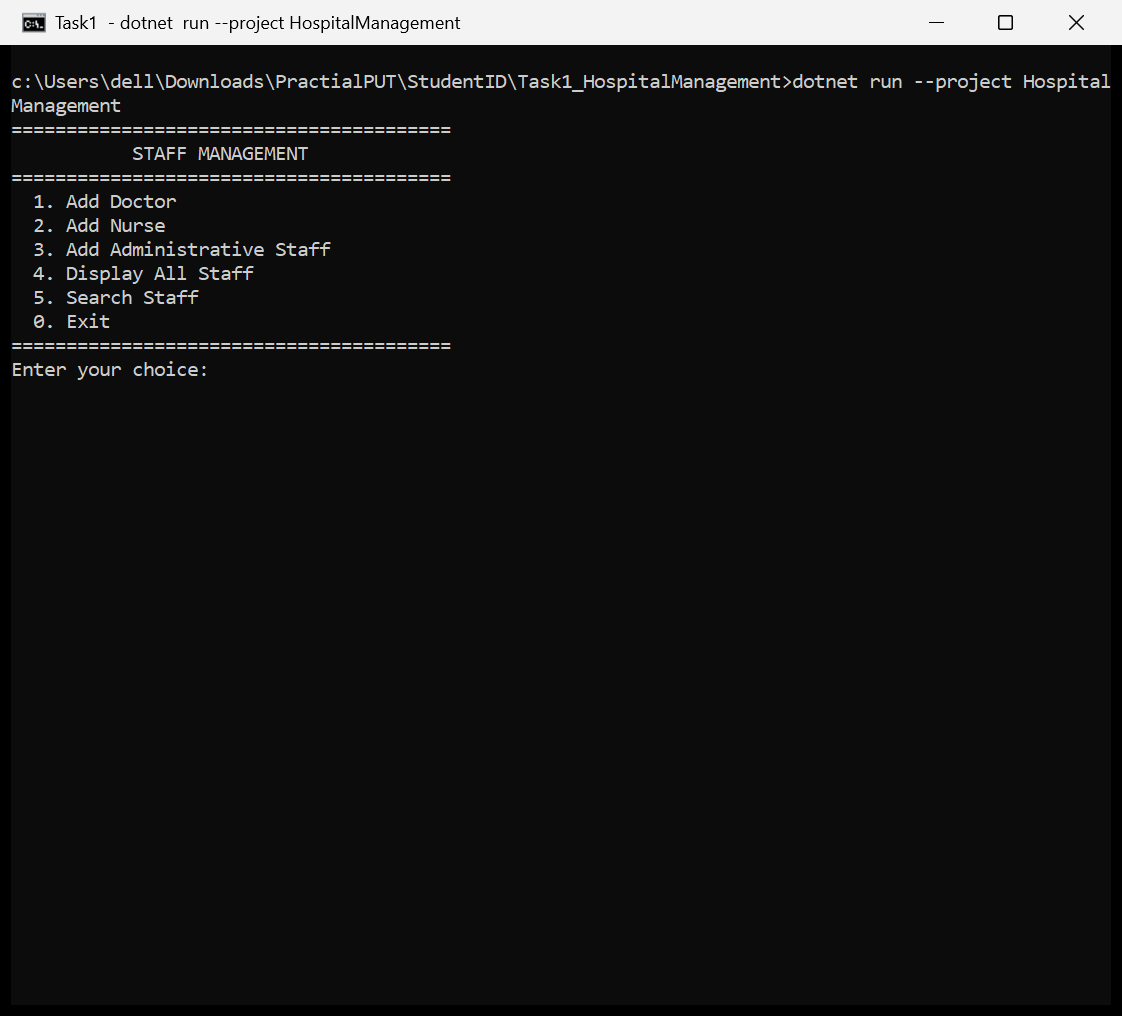 Task1  - dotnet  run --project HospitalManagement
c:\Users\dell\Downloads\PractialPUT\StudentID\Task1_HospitalManagement>dotnet run --project Hospital
Management
========================================
           STAFF MANAGEMENT
========================================
  1. Add Doctor
  2. Add Nurse
  3. Add Administrative Staff
  4. Display All Staff
  5. Search Staff
  0. Exit
========================================
Enter your choice: